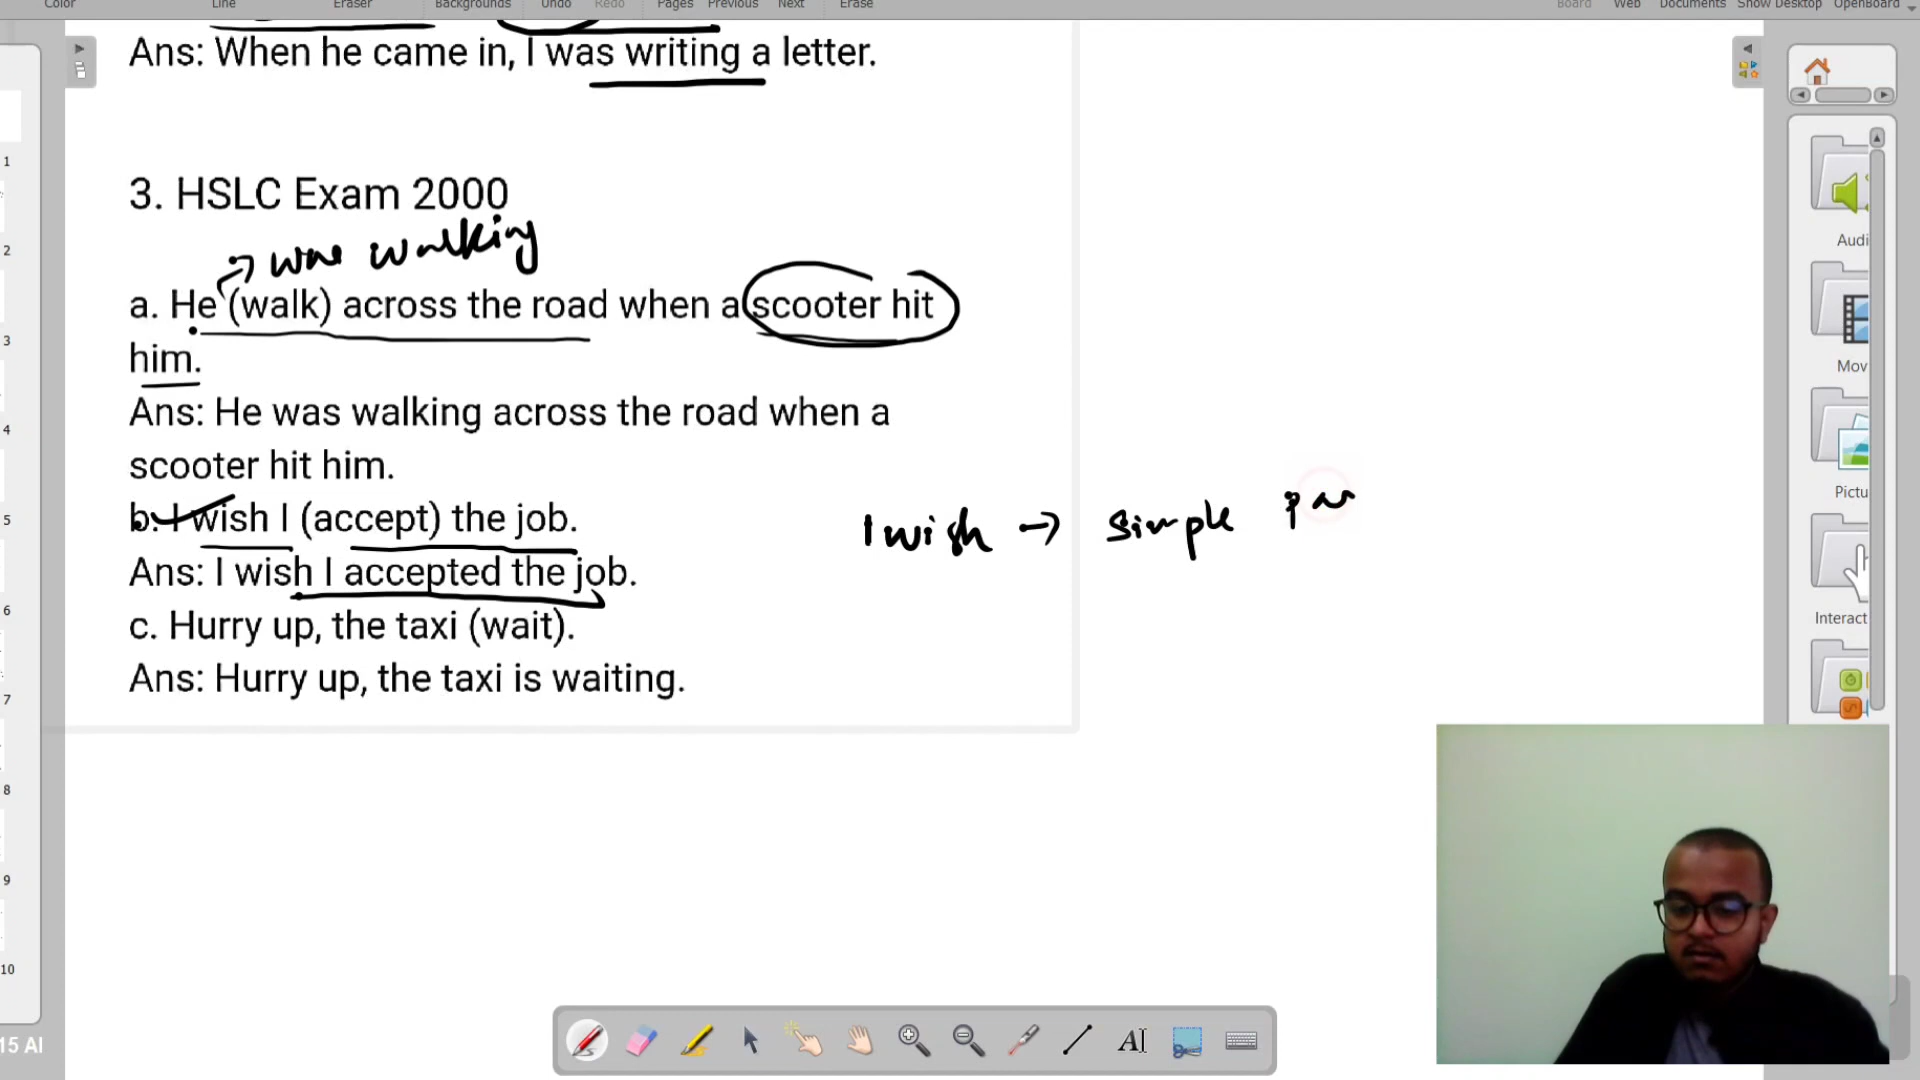 Color Line Eraser Backgrounds Undo Redo Pages Previous Next Erase Board Web Documents Show Desktop OpenBoard
Ans: When he came in, I was writing a letter.
3. HSLC Exam 2000
was walking
a. He (walk) across the road when a scooter hit
him.
Ans: He was walking across the road when a
scooter hit him.
b. I wish I (accept) the job.
I wish → simple pas
Ans: I wish I accepted the job.
c. Hurry up, the taxi (wait).
Ans: Hurry up, the taxi is waiting.
1
2
3
4
5
6
7
8
9
10
15 AI
Audi
Mov
Pictu
Interact
AI